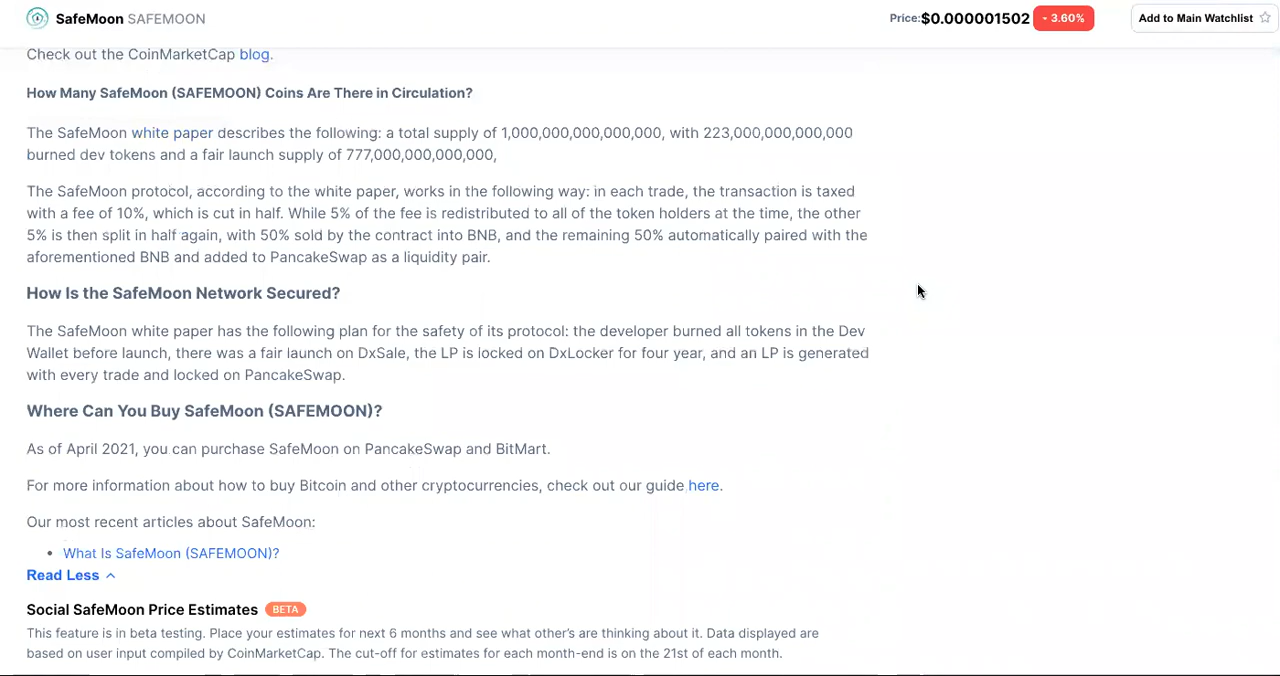 SafeMoon SAFEMOON
Price:$0.000001502 - 3.60% Add to Main Watchlist
Check out the CoinMarketCap blog.
How Many SafeMoon (SAFEMOON) Coins Are There in Circulation?
The SafeMoon white paper describes the following: a total supply of 1,000,000,000,000,000, with 223,000,000,000,000
burned dev tokens and a fair launch supply of 777,000,000,000,000,
The SafeMoon protocol, according to the white paper, works in the following way: in each trade, the transaction is taxed
with a fee of 10%, which is cut in half. While 5% of the fee is redistributed to all of the token holders at the time, the other
5% is then split in half again, with 50% sold by the contract into BNB, and the remaining 50% automatically paired with the
aforementioned BNB and added to PancakeSwap as a liquidity pair.
How Is the SafeMoon Network Secured?
The SafeMoon white paper has the following plan for the safety of its protocol: the developer burned all tokens in the Dev
Wallet before launch, there was a fair launch on DxSale, the LP is locked on DxLocker for four year, and an LP is generated
with every trade and locked on PancakeSwap.
Where Can You Buy SafeMoon (SAFEMOON)?
As of April 2021, you can purchase SafeMoon on PancakeSwap and BitMart.
For more information about how to buy Bitcoin and other cryptocurrencies, check out our guide here.
Our most recent articles about SafeMoon:
• What Is SafeMoon (SAFEMOON)?
Read Less
Social SafeMoon Price Estimates BETA
This feature is in beta testing. Place your estimates for next 6 months and see what other's are thinking about it. Data displayed are
based on user input compiled by CoinMarketCap. The cut-off for estimates for each month-end is on the 21st of each month.